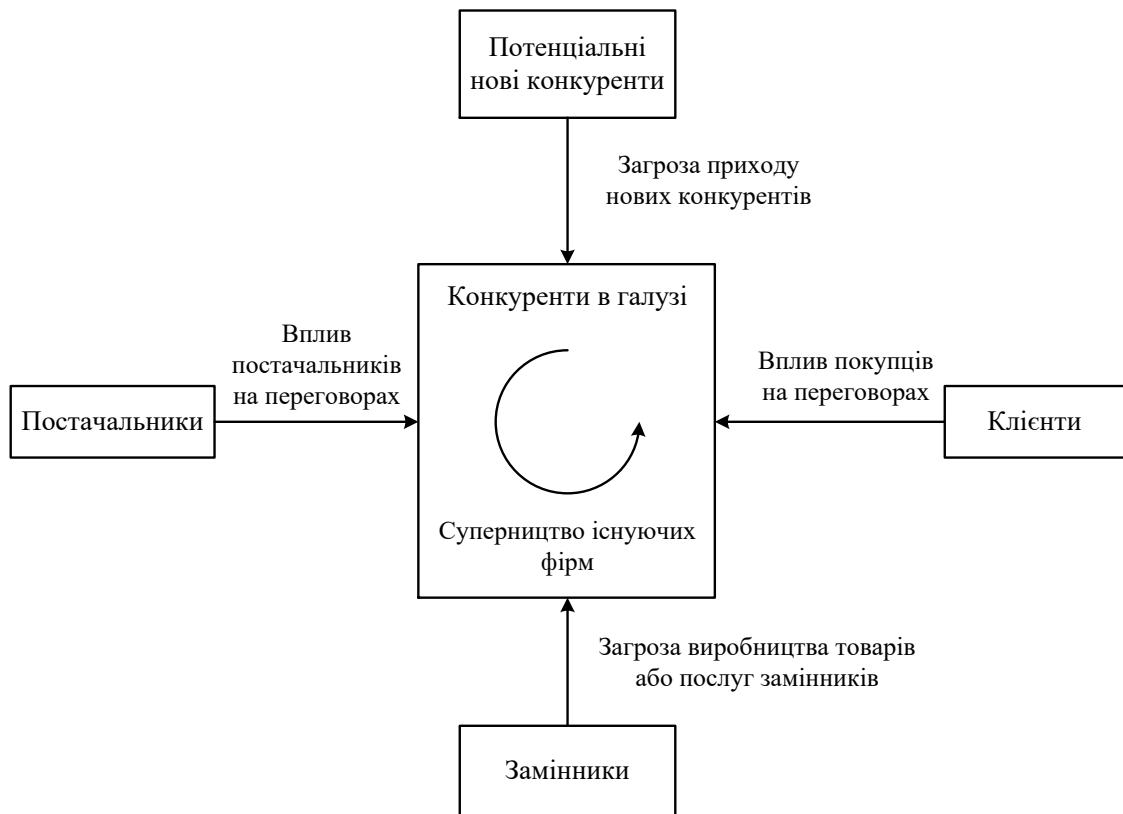 Потенціальні
нові конкуренти
Загроза приходу
нових конкурентів
Конкуренти в галузі
Вплив
постачальників
на переговорах
Постачальники
Вплив покупців
на переговорах
Клієнти
Суперництво існуючих
фірм
Загроза виробництва товарів
або послуг замінників
Замінники